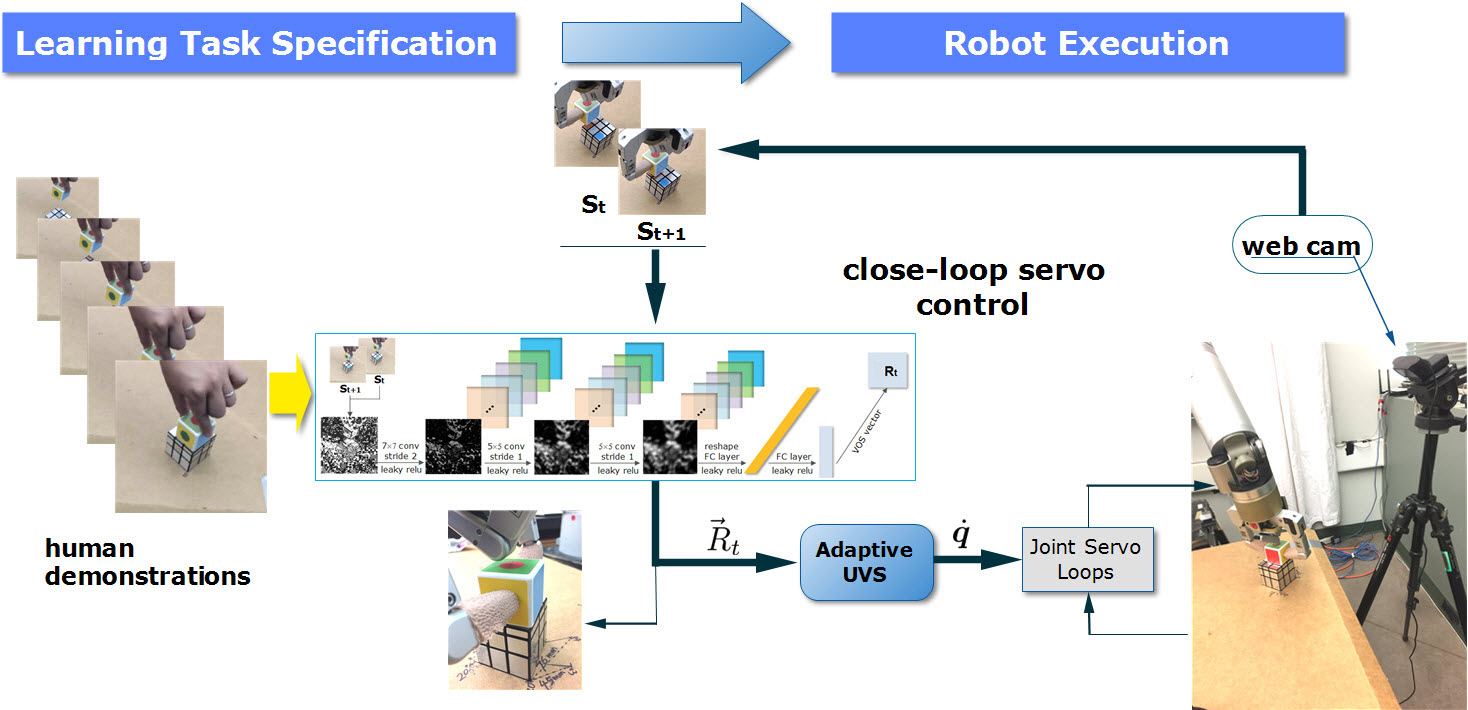 Learning Task Specification
Robot Execution
St
St+1
web cam
close-loop servo
control
St+1
St
Rt
7×7 conv
stride 2
leaky relu
5×5 conv
stride 1
leaky relu
5×5 conv
stride 1
leaky relu
reshape
FC layer
leaky relu
FC layer
leaky relu
VOS vector
human
demonstrations
R⃗t
Adaptive
UVS
q̇
Joint Servo
Loops
45mm